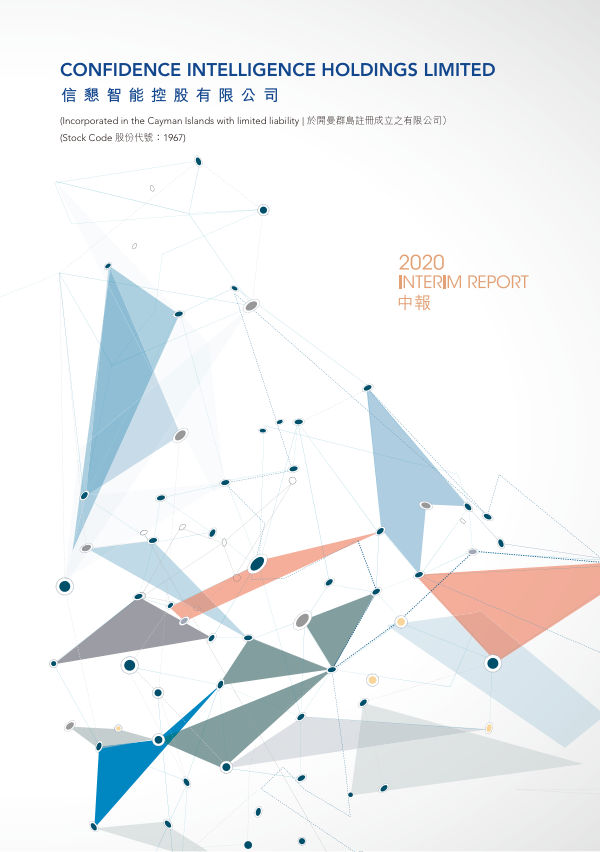 CONFIDENCE INTELLIGENCE HOLDINGS LIMITED
信懇智能控股有限公司
(Incorporated in the Cayman Islands with limited liability | 於開曼群島註冊成立之有限公司)
(Stock Code 股份代號：1967)
2020
INTERIM REPORT
中報